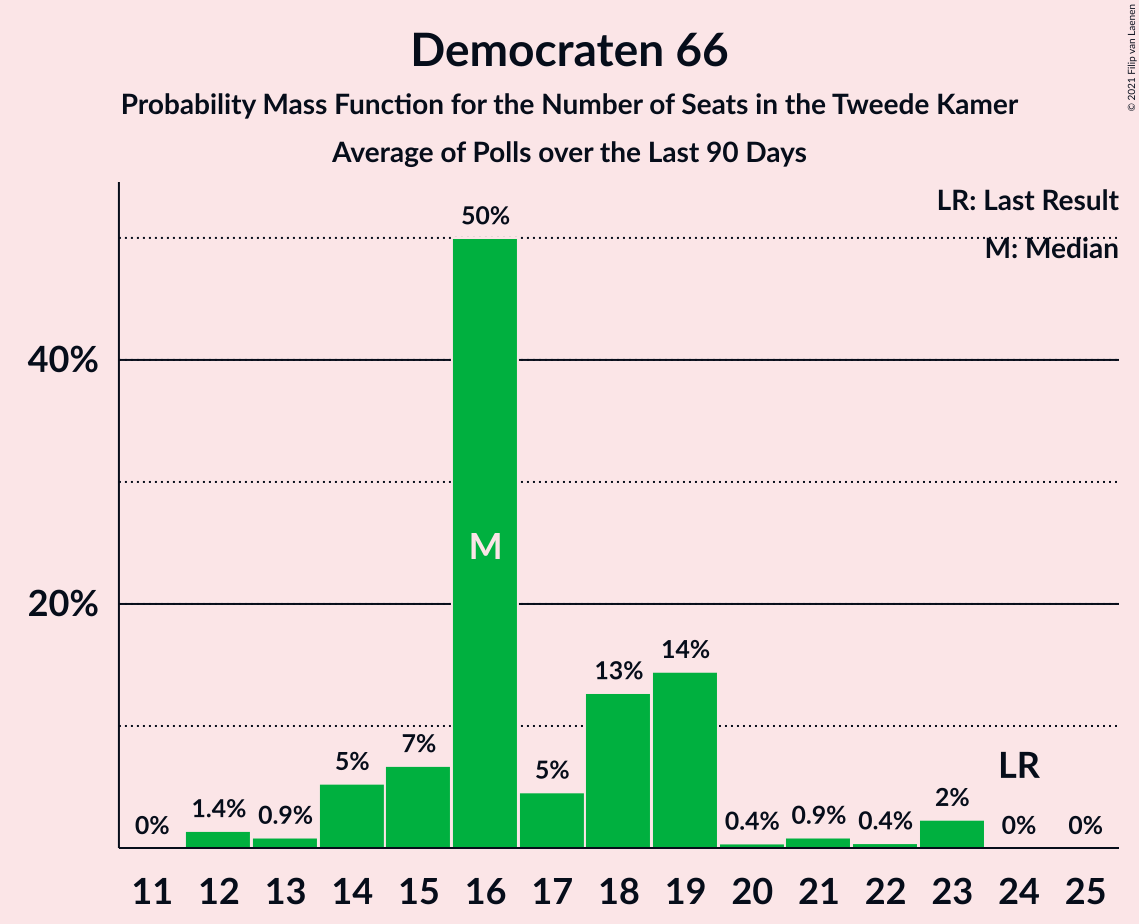 Democraten 66
Probability Mass Function for the Number of Seats in the Tweede Kamer
Average of Polls over the Last 90 Days
© 2021 Filip van Laenen
LR: Last Result
M: Median
50%
40%
M
20%
14%
13%
7%
5%
5%
LR
2%
1.4%
0.9%
0.9%
0.4%
0.4%
0%
0%
0%
11 12 13 14 15 16 17 18 19 20 21 22 23 24 25